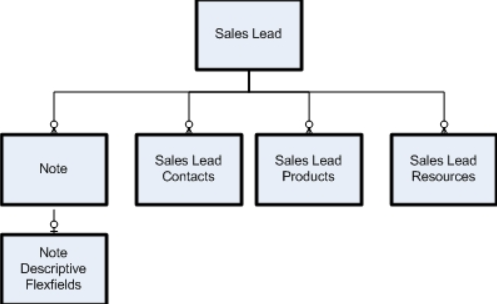 Sales Lead
Note
Sales Lead
Contacts
Sales Lead
Products
Sales Lead
Resources
Note
Descriptive
Flexfields